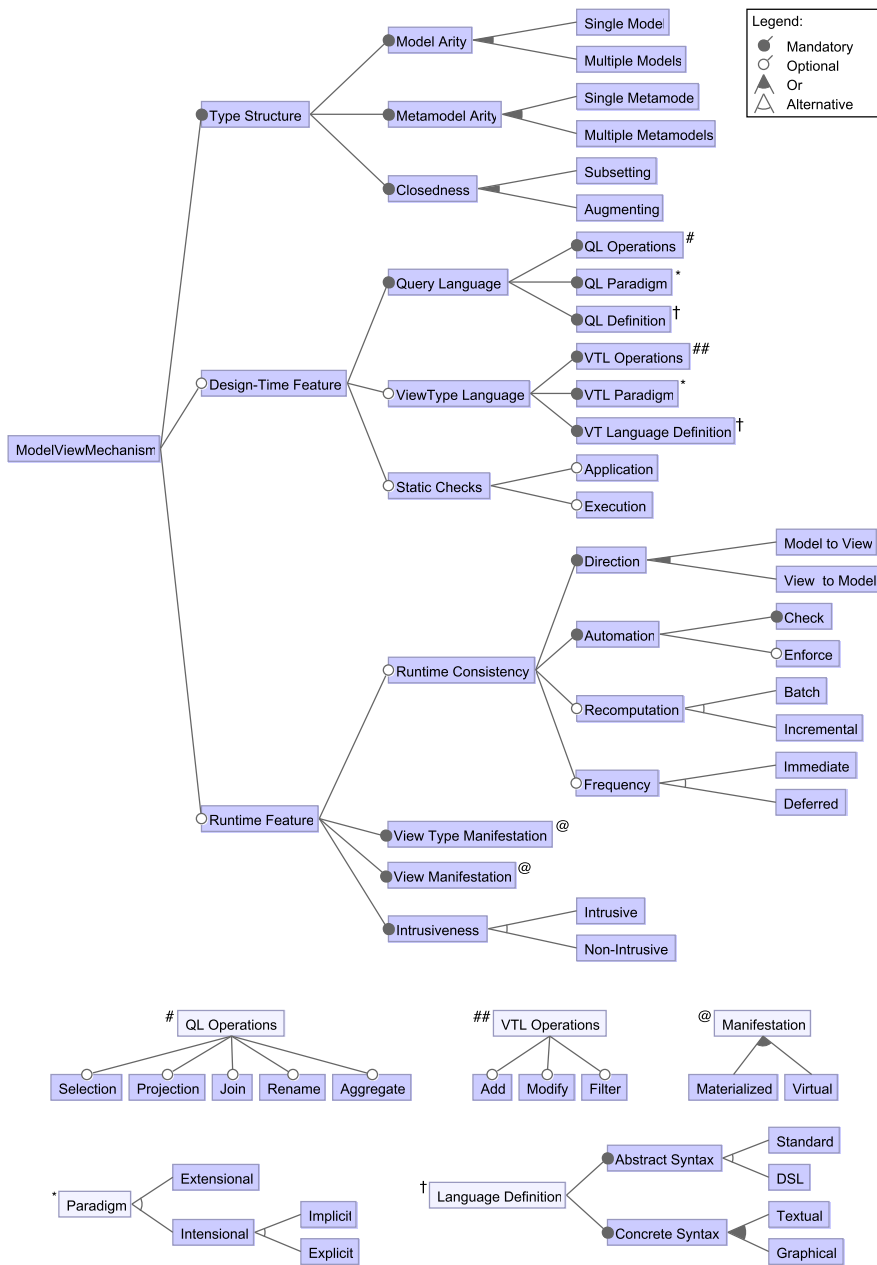 Legend:
Mandatory
Optional
Or
Alternative
Single Model
Model Arity
Multiple Models
Single Metamode
Type Structure
Metamodel Arity
Multiple Metamodels
Subsetting
Closedness
Augmenting
QL Operations #
Query Language
QL Paradigm *
QL Definition †
VTL Operations ##
Design-Time Feature
ViewType Language
VTL Paradigm *
VT Language Definition †
ModelViewMechanism
Application
Static Checks
Execution
Model to View
Direction
View to Model
Check
Automation
Enforce
Runtime Consistency
Batch
Recomputation
Incremental
Immediate
Frequency
Deferred
Runtime Feature
View Type Manifestation @
View Manifestation @
Intrusive
Intrusiveness
Non-Intrusive
# QL Operations
Selection
Projection
Join
Rename
Aggregate
## VTL Operations
Add
Modify
Filter
@ Manifestation
Materialized
Virtual
* Paradigm
Extensional
Intensional
Implicit
Explicit
† Language Definition
Abstract Syntax
Standard
DSL
Concrete Syntax
Textual
Graphical